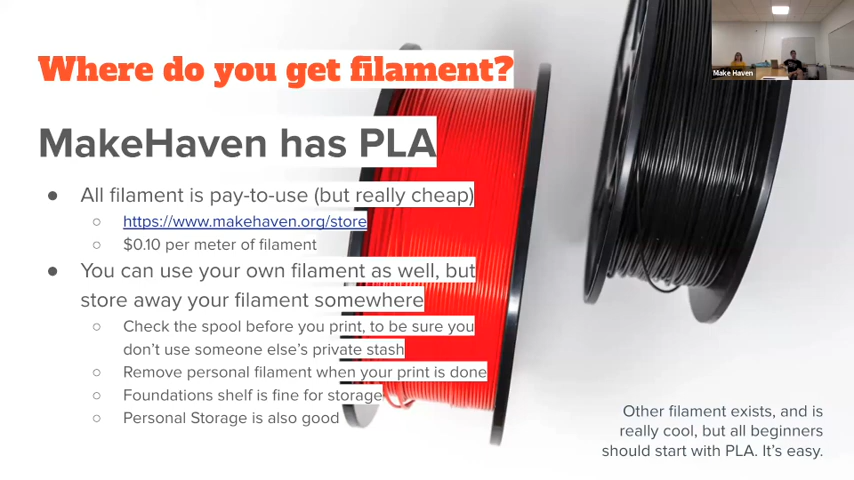 Where do you get filament?
MakeHaven has PLA
● All filament is pay-to-use (but really cheap)
○ https://www.makehaven.org/store
○ $0.10 per meter of filament
● You can use your own filament as well, but
store away your filament somewhere
○ Check the spool before you print, to be sure you
don't use someone else's private stash
○ Remove personal filament when your print is done
○ Foundations shelf is fine for storage
○ Personal Storage is also good
Other filament exists, and is
really cool, but all beginners
should start with PLA. It's easy.
Make Haven